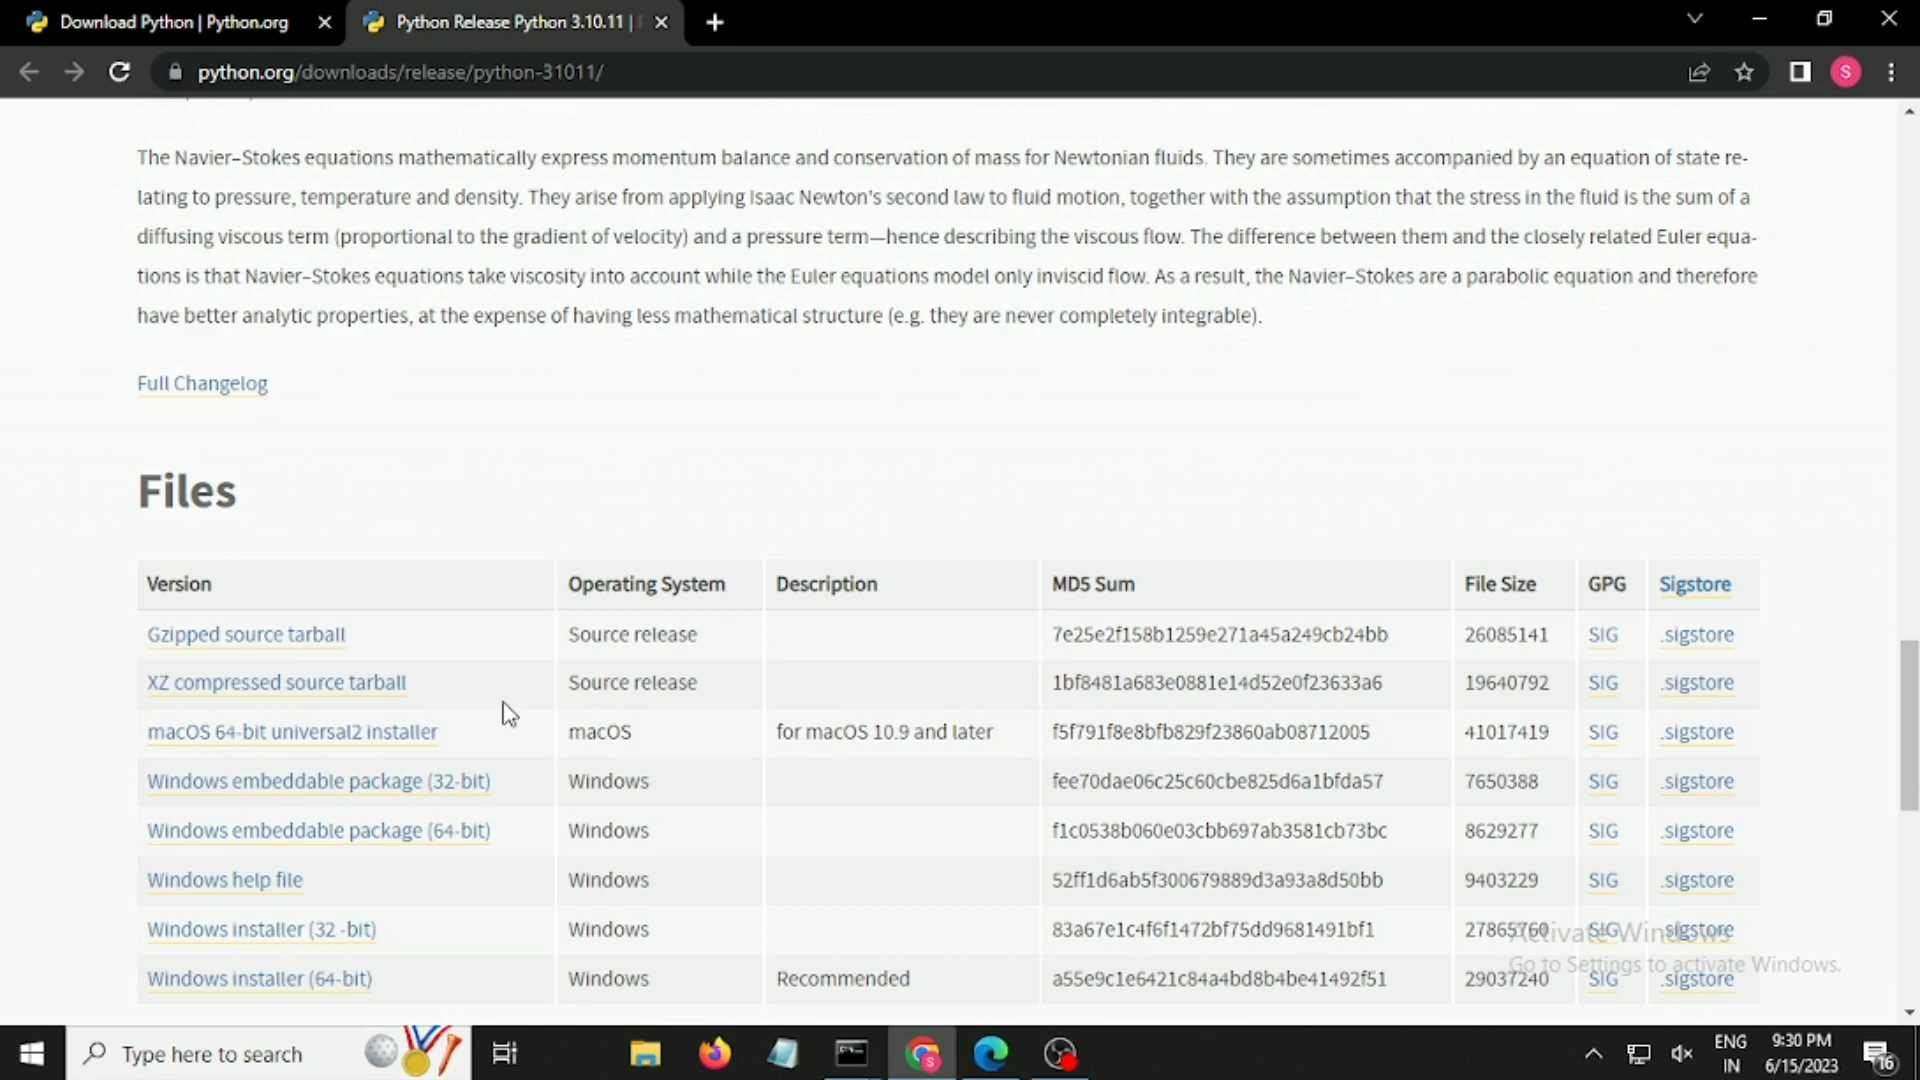 Download Python | Python.org
Python Release Python 3.10.11 |
python.org/downloads/release/python-31011/
S
The Navier–Stokes equations mathematically express momentum balance and conservation of mass for Newtonian fluids. They are sometimes accompanied by an equation of state re-
lating to pressure, temperature and density. They arise from applying Isaac Newton's second law to fluid motion, together with the assumption that the stress in the fluid is the sum of a
diffusing viscous term (proportional to the gradient of velocity) and a pressure term—hence describing the viscous flow. The difference between them and the closely related Euler equa-
tions is that Navier–Stokes equations take viscosity into account while the Euler equations model only inviscid flow. As a result, the Navier–Stokes are a parabolic equation and therefore
have better analytic properties, at the expense of having less mathematical structure (e.g. they are never completely integrable).
Full Changelog
Files
Version Operating System Description MD5 Sum File Size GPG Sigstore
Gzipped source tarball Source release 7e25e2f158b1259e271a45a249cb24bb 26085141 SIG .sigstore
XZ compressed source tarball Source release 1bf8481a683e0881e14d52e0f23633a6 19640792 SIG .sigstore
macOS 64-bit universal2 installer macOS for macOS 10.9 and later f5f791f8e8bfb829f23860ab08712005 41017419 SIG .sigstore
Windows embeddable package (32-bit) Windows fee70dae06c25c60cbe825d6a1bfda57 7650388 SIG .sigstore
Windows embeddable package (64-bit) Windows f1c0538b060e03cbb697ab3581cb73bc 8629277 SIG .sigstore
Windows help file Windows 52ff1d6ab5f300679889d3a93a8d50bb 9403229 SIG .sigstore
Windows installer (32 -bit) Windows 83a67e1c4f6f1472bf75dd9681491bf1 27865760 SIG .sigstore
Activate Windows
Go to Settings to activate Windows.
Windows installer (64-bit) Windows Recommended a55e9c1e6421c84a4bd8b4be41492f51 29037240 SIG .sigstore
Type here to search
S
ENG
IN
9:30 PM
6/15/2023
16